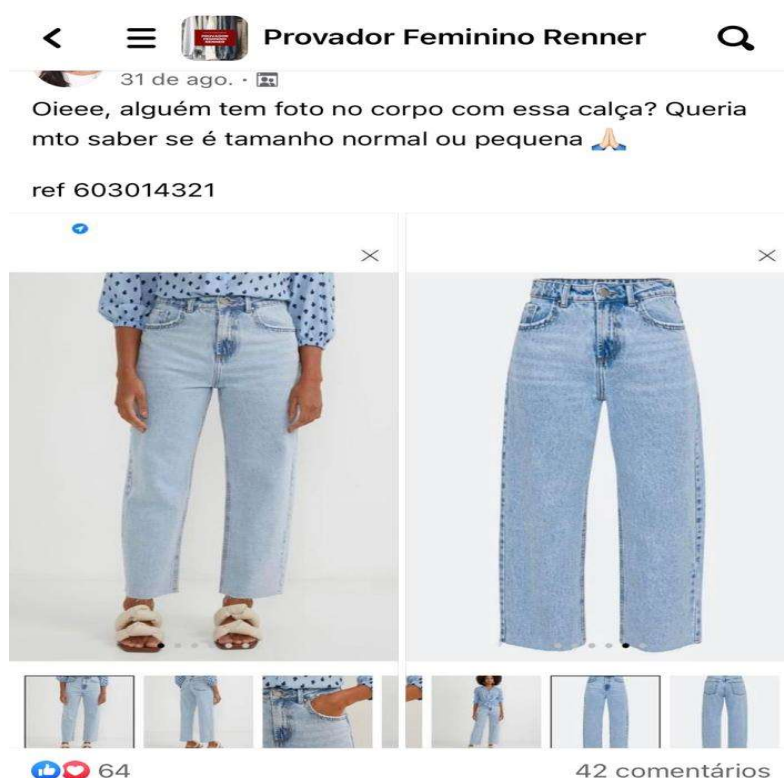 Provador Feminino Renner
31 de ago. ·
Oieee, alguém tem foto no corpo com essa calça? Queria
mto saber se é tamanho normal ou pequena 🙏🏻
ref 603014321
64
42 comentários